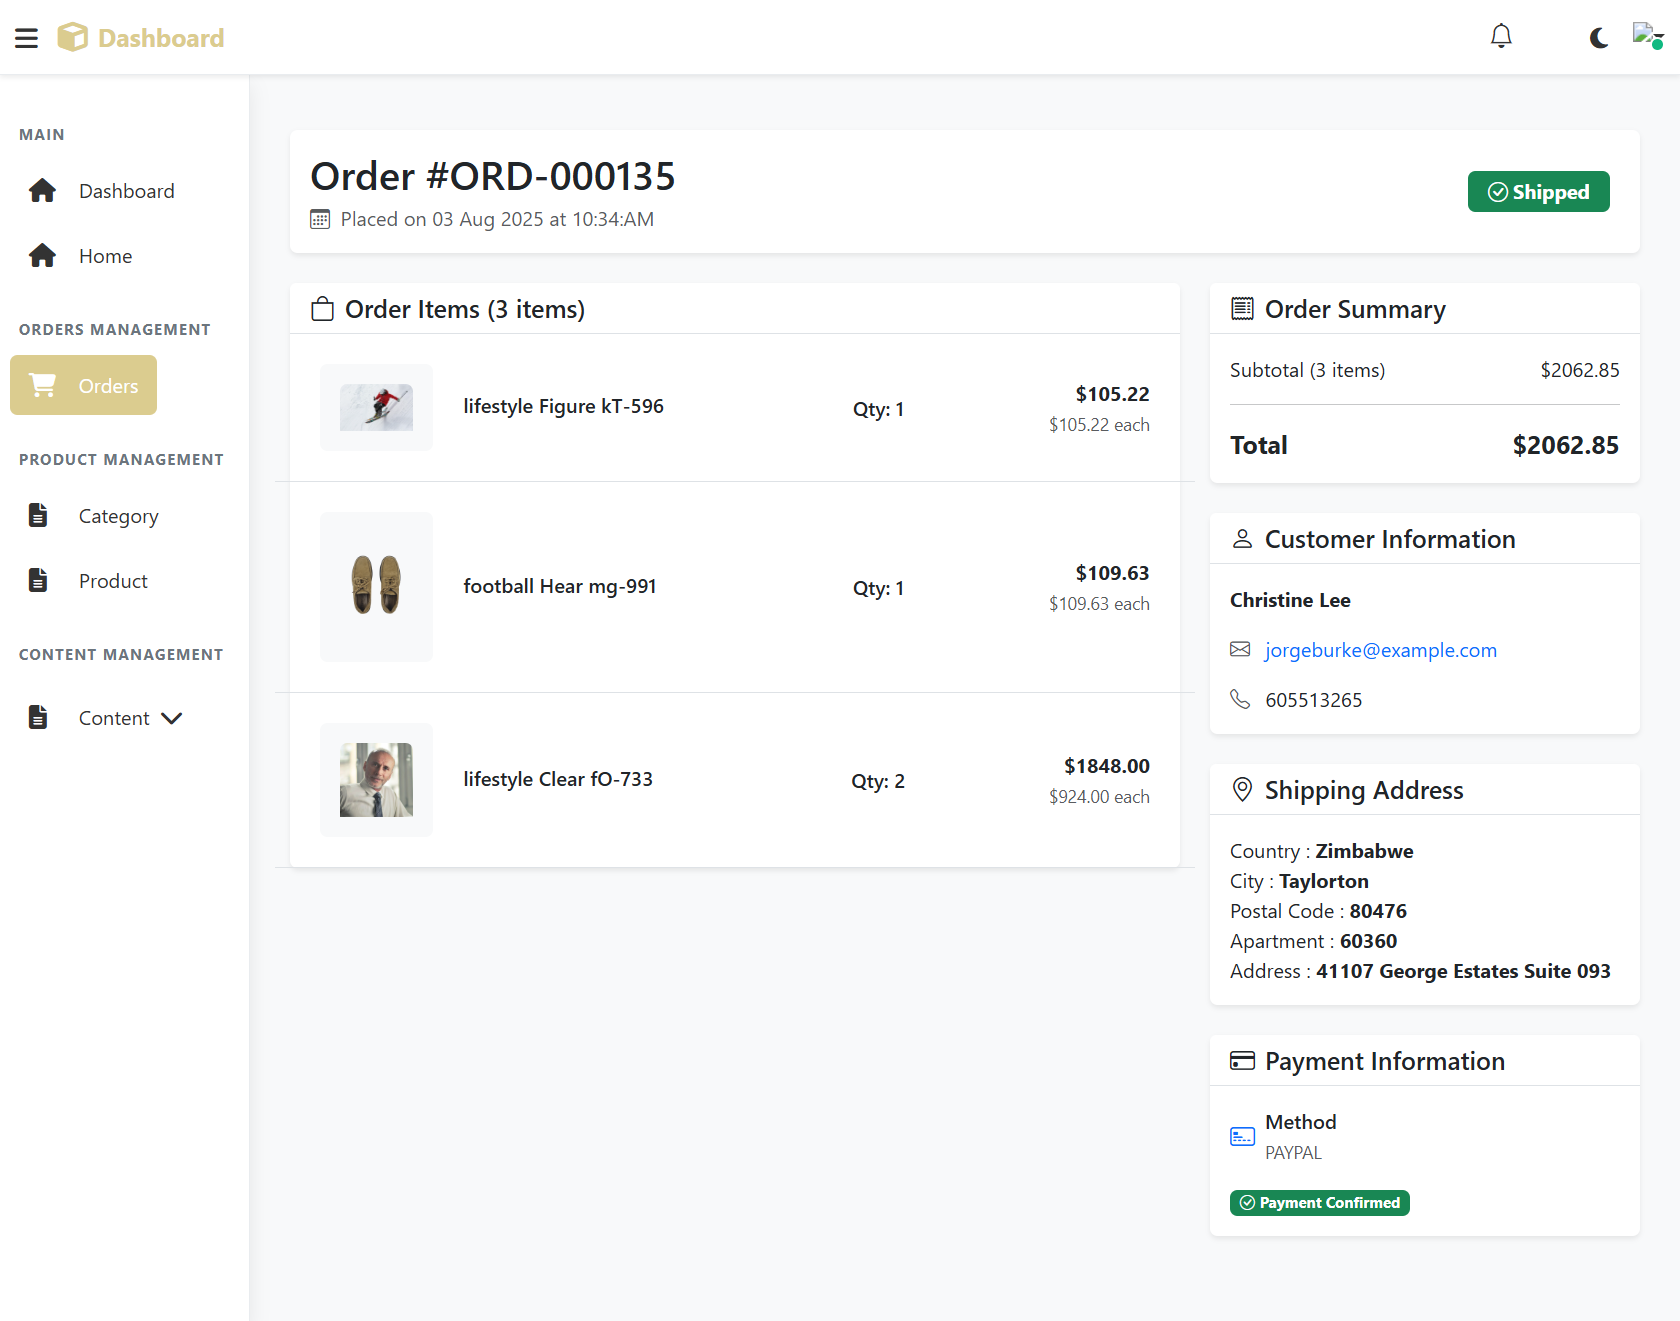 Dashboard
MAIN
Dashboard
Home
ORDERS MANAGEMENT
Orders
PRODUCT MANAGEMENT
Category
Product
CONTENT MANAGEMENT
Content
Order #ORD-000135
Placed on 03 Aug 2025 at 10:34:AM
Shipped
Order Items (3 items)
lifestyle Figure kT-596
Qty: 1
$105.22
$105.22 each
football Hear mg-991
Qty: 1
$109.63
$109.63 each
lifestyle Clear fO-733
Qty: 2
$1848.00
$924.00 each
Order Summary
Subtotal (3 items) $2062.85
Total $2062.85
Customer Information
Christine Lee
jorgeburke@example.com
605513265
Shipping Address
Country : Zimbabwe
City : Taylorton
Postal Code : 80476
Apartment : 60360
Address : 41107 George Estates Suite 093
Payment Information
Method
PAYPAL
Payment Confirmed